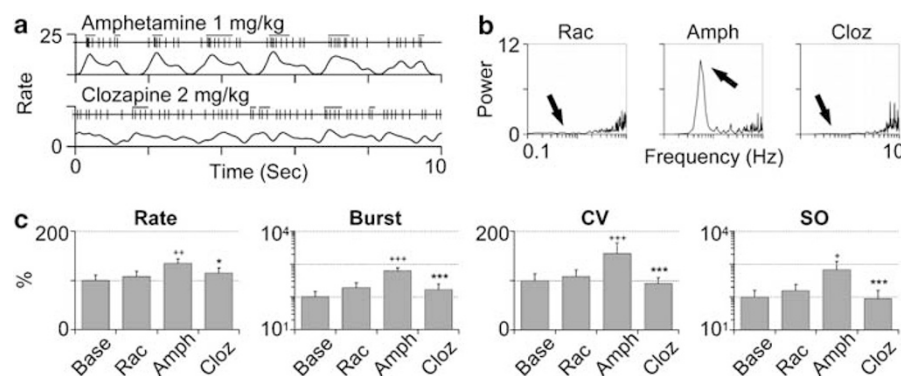 a
Amphetamine 1 mg/kg
25
Rate
Clozapine 2 mg/kg
0
0
10
Time (Sec)
b
Rac
Amph
Cloz
12
Power
0
0.1
10
Frequency (Hz)
c
Rate
200
%
0
++
*
Base
Rac
Amph
Cloz
Burst
10⁴
10¹
+++
***
Base
Rac
Amph
Cloz
CV
200
0
+++
***
Base
Rac
Amph
Cloz
SO
10⁴
10¹
+
***
Base
Rac
Amph
Cloz